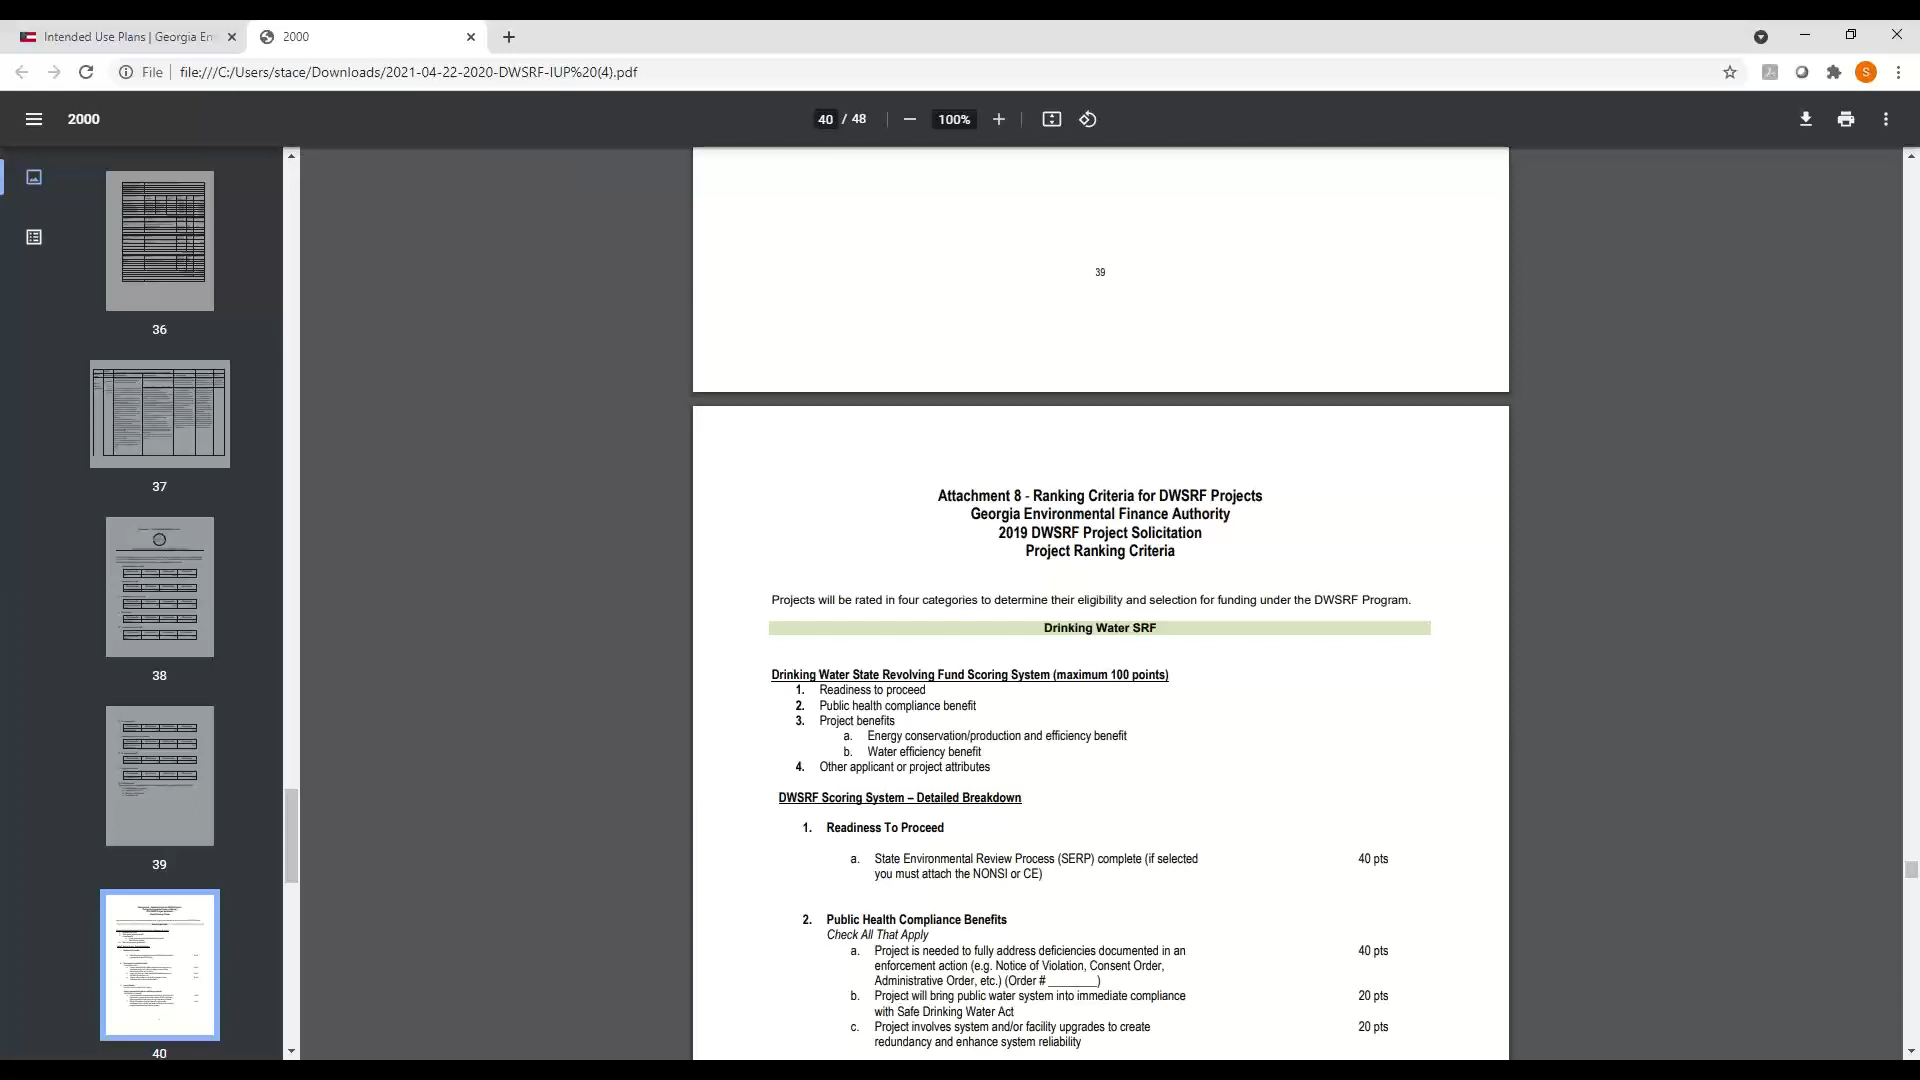 Intended Use Plans | Georgia En
2000
File
file:///C:/Users/stace/Downloads/2021-04-22-2020-DWSRF-IUP%20(4).pdf
S
2000
40 / 48
100%
36
37
38
39
40
39
Attachment 8 - Ranking Criteria for DWSRF Projects
Georgia Environmental Finance Authority
2019 DWSRF Project Solicitation
Project Ranking Criteria
Projects will be rated in four categories to determine their eligibility and selection for funding under the DWSRF Program.
Drinking Water SRF
Drinking Water State Revolving Fund Scoring System (maximum 100 points)
1. Readiness to proceed
2. Public health compliance benefit
3. Project benefits
a. Energy conservation/production and efficiency benefit
b. Water efficiency benefit
4. Other applicant or project attributes
DWSRF Scoring System – Detailed Breakdown
1. Readiness To Proceed
a. State Environmental Review Process (SERP) complete (if selected 40 pts
you must attach the NONSI or CE)
2. Public Health Compliance Benefits
Check All That Apply
a. Project is needed to fully address deficiencies documented in an 40 pts
enforcement action (e.g. Notice of Violation, Consent Order,
Administrative Order, etc.) (Order # ________)
b. Project will bring public water system into immediate compliance 20 pts
with Safe Drinking Water Act
c. Project involves system and/or facility upgrades to create 20 pts
redundancy and enhance system reliability